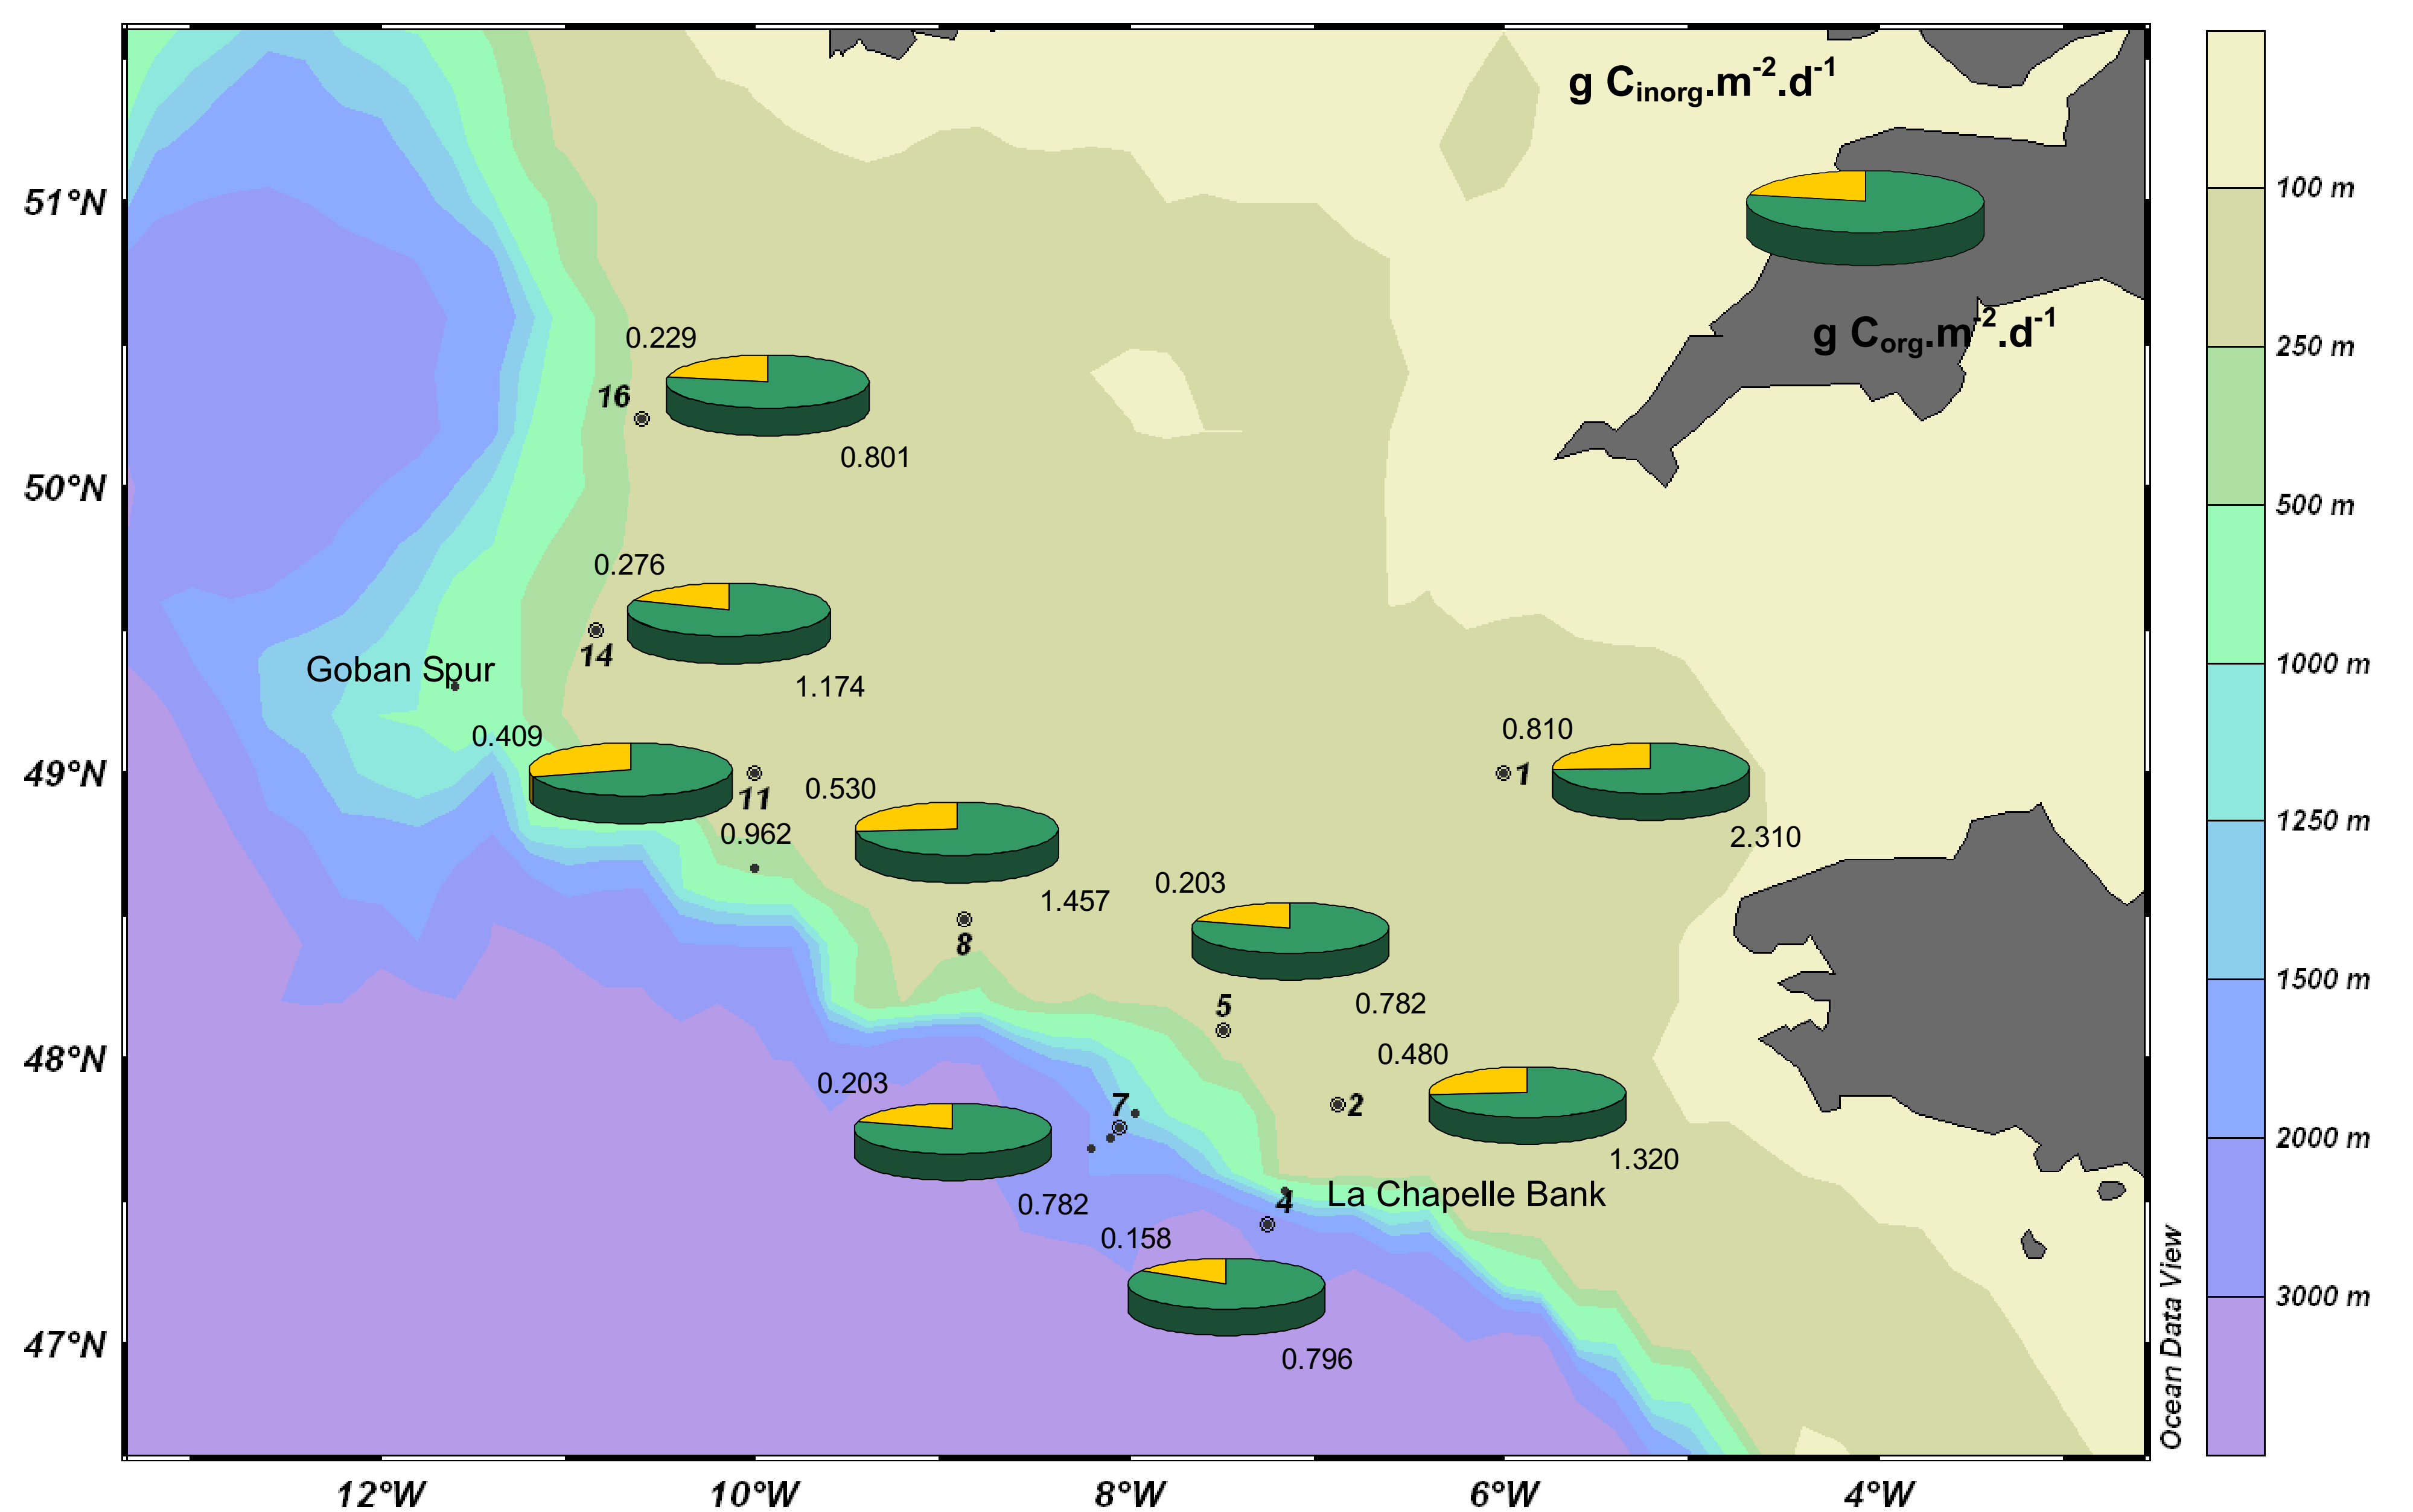 g Cinorg.m-2.d-1
51°N
100 m
g Corg.m-2.d-1
0.229
250 m
16
0.801
50°N
500 m
0.276
14
Goban Spur
1000 m
1.174
0.409
0.810
49°N
1
11
0.530
0.962
2.310
1250 m
0.203
1.457
8
1500 m
5
0.782
48°N
0.480
0.203
7
2
2000 m
1.320
La Chapelle Bank
4
0.782
0.158
3000 m
47°N
0.796
Ocean Data View
12°W
10°W
8°W
6°W
4°W